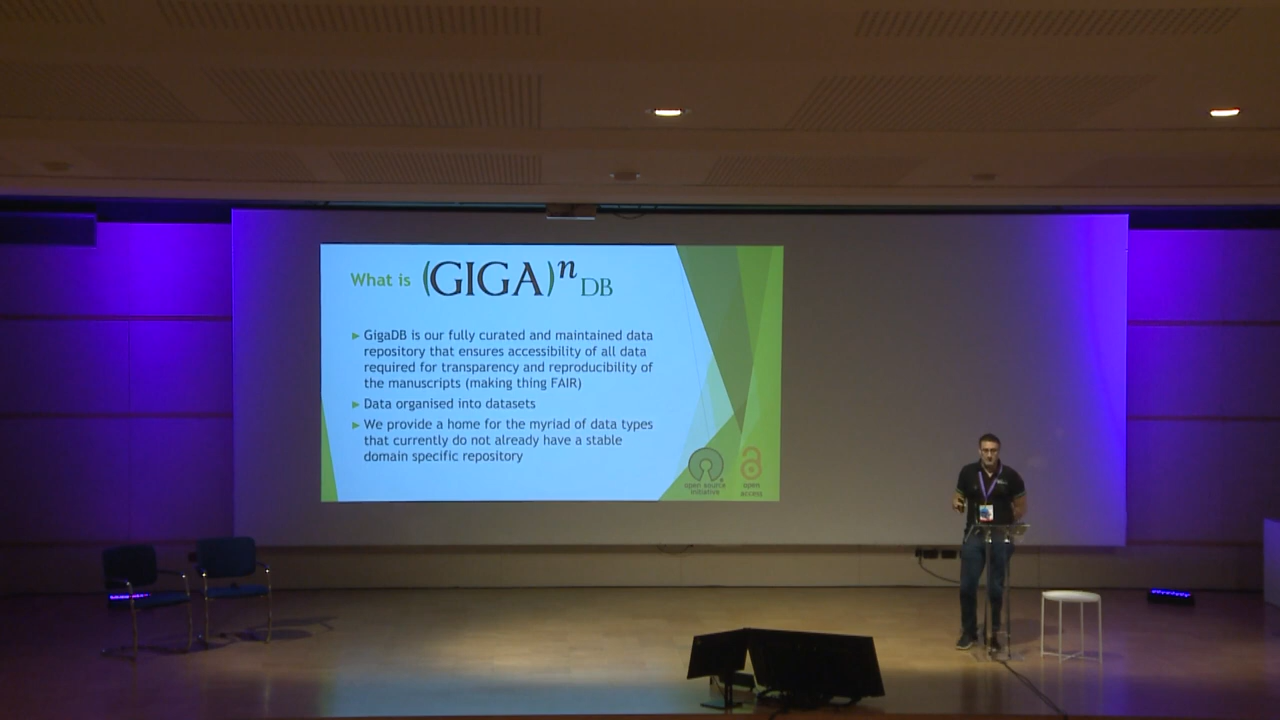 What is (GIGA)n DB
► GigaDB is our fully curated and maintained data
repository that ensures accessibility of all data
required for transparency and reproducibility of
the manuscripts (making thing FAIR)
► Data organised into datasets
► We provide a home for the myriad of data types
that currently do not already have a stable
domain specific repository
open source
initiative
open
access